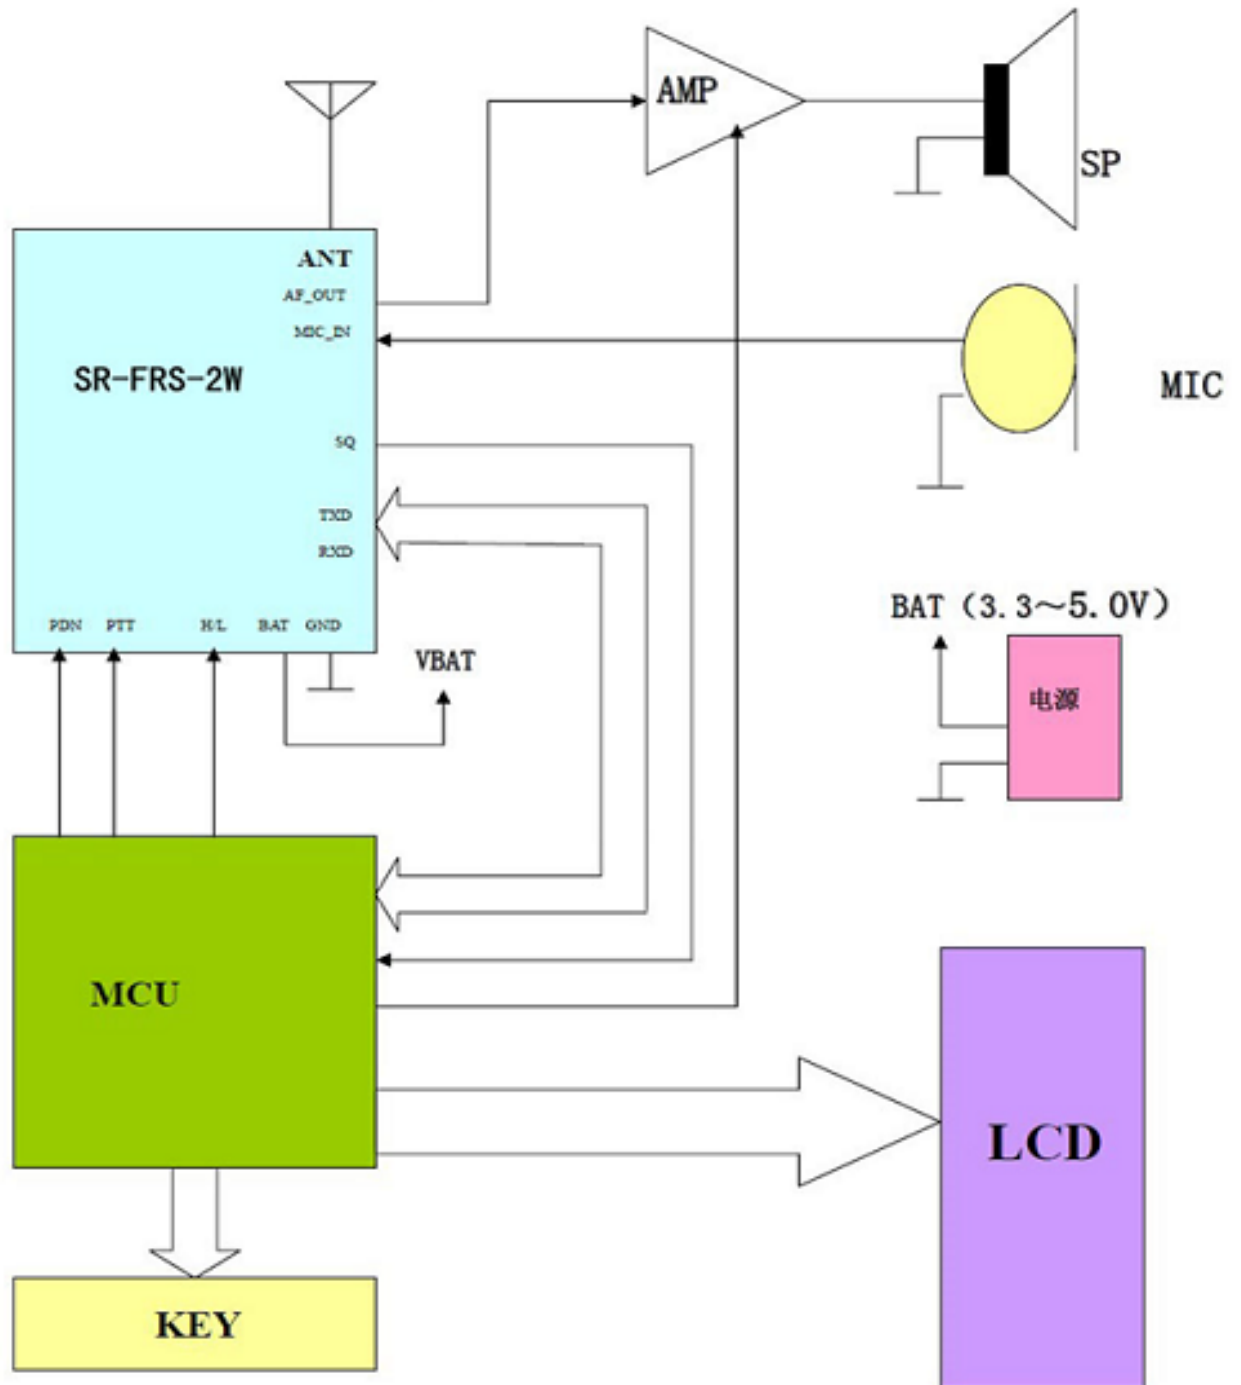 AMP
SP
ANT
AF_OUT
MIC_IN
SR-FRS-2W
MIC
SQ
TXD
RXD
BAT（3.3～5.0V）
PDN PTT H/L BAT GND
VBAT
电源
MCU
LCD
KEY